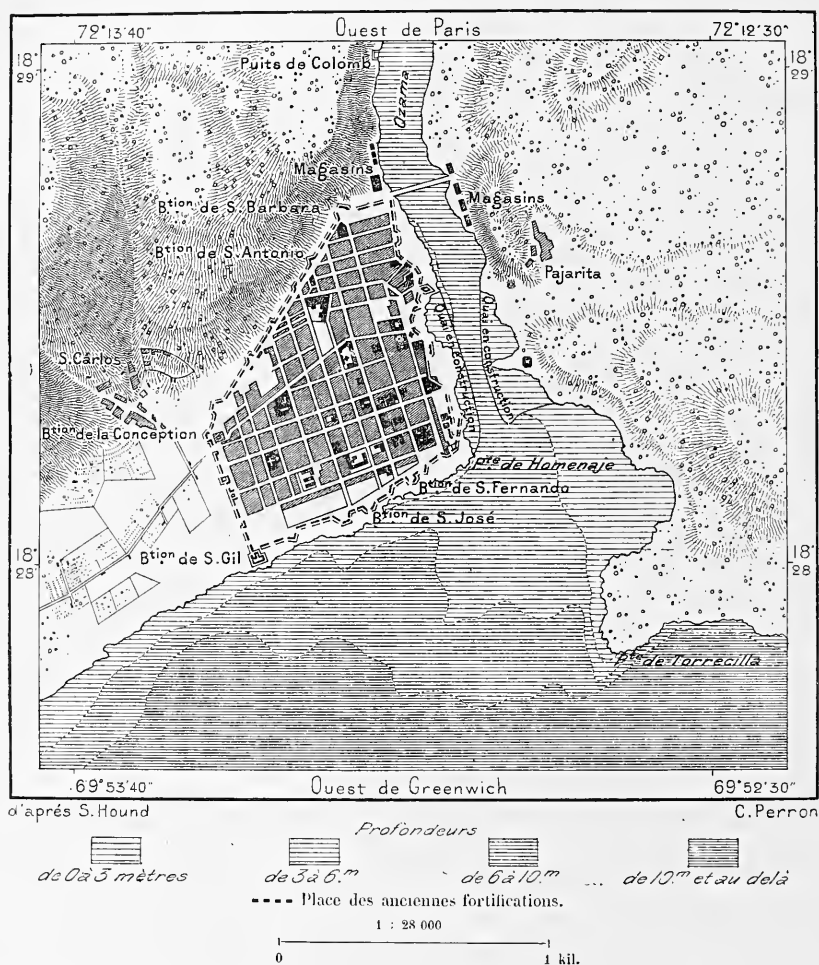 72°13'40"
Ouest de Paris
72°12'30"
18°
29'
18°
29'
Puits de Colomb
Ozama
Magasins
Magasins
Btion de S. Barbara
Btion de S. Antonio
Pajarita
Quai en construction
Quai en construction
S. Cárlos
Btion de la Conception
Pte de Homenaje
Btion de S. Fernando
Btion de S. José
Btion de S. Gil
18°
28'
18°
28
Pte de Torrecilla
69°53'40"
Ouest de Greenwich
69°52'30"
d'aprés S. Hound
C. Perron
Profondeurs
de 0 à 3 mètres
de 3 à 6.m
de 6 à 10.m
de 10.m et au delà
Place des anciennes fortifications.
1 : 28 000
0
1 kil.